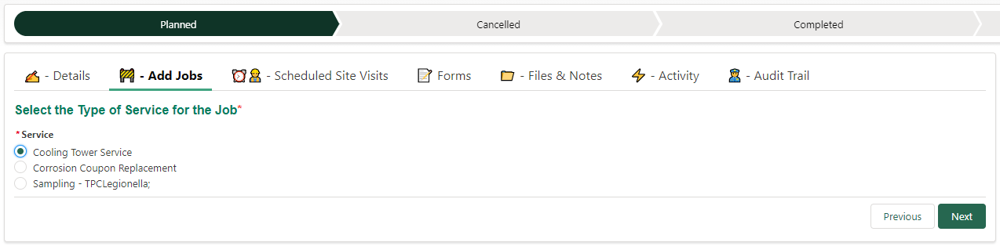 Planned
Cancelled
Completed
- Details
- Add Jobs
- Scheduled Site Visits
Forms
- Files & Notes
- Activity
- Audit Trail
Select the Type of Service for the Job*
*Service
Cooling Tower Service
Corrosion Coupon Replacement
Sampling - TPCLegionella;
Previous
Next